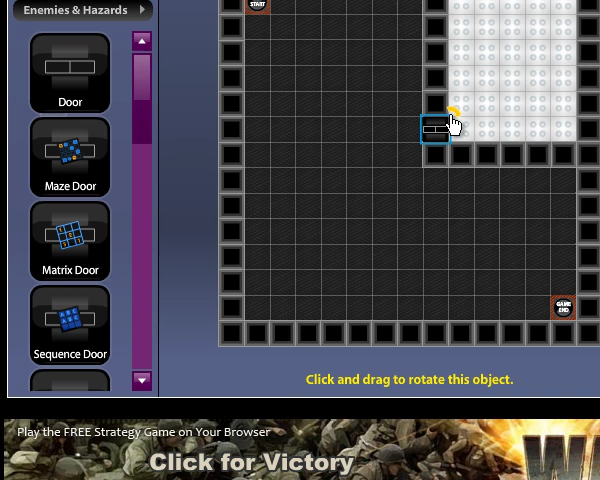 Enemies & Hazards
START
Door
Maze Door
Matrix Door
GAME
END
Sequence Door
Click and drag to rotate this object.
Play the FREE Strategy Game on Your Browser
Click for Victory